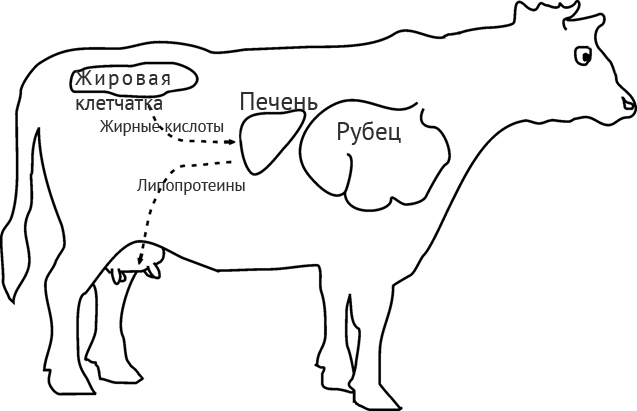 Жировая
клетчатка
Печень
Жирные кислоты
Рубец
Липопротеины